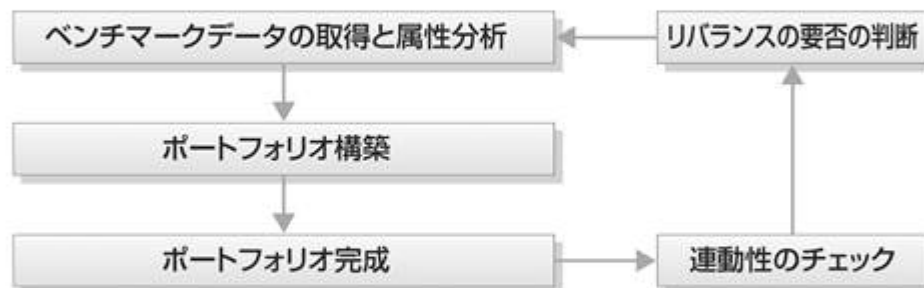 ベンチマークデータの取得と属性分析
リバランスの要否の判断
ポートフォリオ構築
ポートフォリオ完成
連動性のチェック